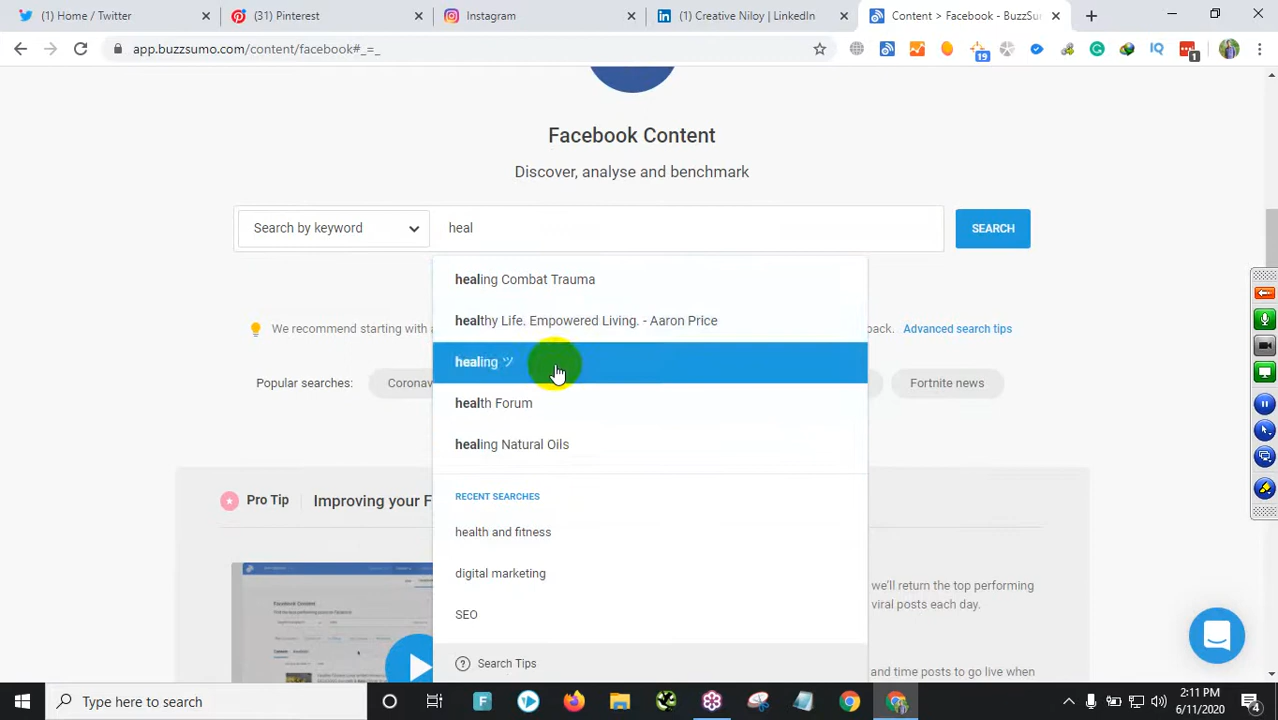 (1) Home / Twitter
(31) Pinterest
Instagram
(1) Creative Niloy | LinkedIn
Content > Facebook - BuzzSu
app.buzzsumo.com/content/facebook#_=_
19
IQ
1
Facebook Content
Discover, analyse and benchmark
Search by keyword
heal
SEARCH
healing Combat Trauma
healthy Life. Empowered Living. - Aaron Price
We recommend starting with
back. Advanced search tips
healing ツ
Popular searches:
Coronav
Fortnite news
health Forum
healing Natural Oils
RECENT SEARCHES
Pro Tip
Improving your F
health and fitness
digital marketing
we'll return the top performing
viral posts each day.
SEO
Search Tips
and time posts to go live when
Type here to search
2:11 PM
6/11/2020
4